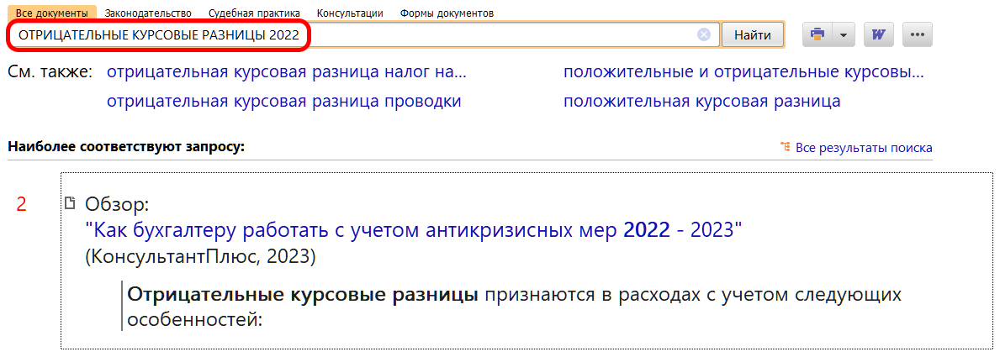 Все документы Законодательство Судебная практика Консультации Формы документов
ОТРИЦАТЕЛЬНЫЕ КУРСОВЫЕ РАЗНИЦЫ 2022 Найти W
См. также: отрицательная курсовая разница налог на... положительные и отрицательные курсовы...
отрицательная курсовая разница проводки положительная курсовая разница
Наиболее соответствуют запросу: Все результаты поиска
2 Обзор:
"Как бухгалтеру работать с учетом антикризисных мер 2022 - 2023"
(КонсультантПлюс, 2023)
Отрицательные курсовые разницы признаются в расходах с учетом следующих
особенностей: